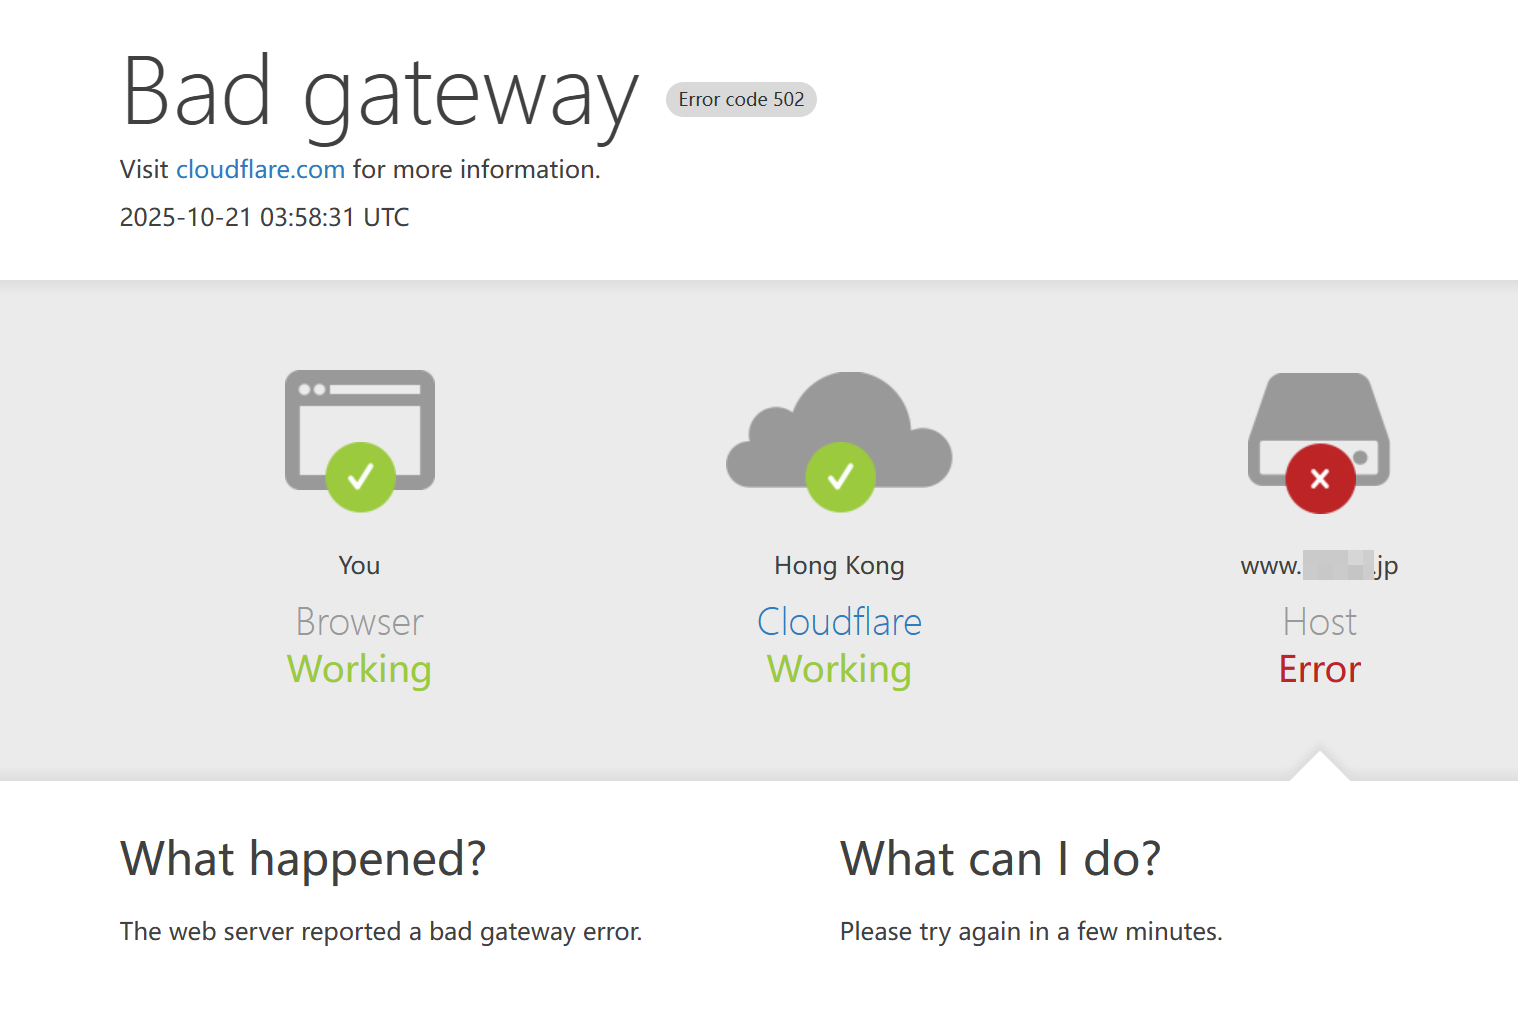 Bad gateway Error code 502
Visit cloudflare.com for more information.
2025-10-21 03:58:31 UTC
You
Browser
Working
Hong Kong
Cloudflare
Working
www. .jp
Host
Error
What happened?
The web server reported a bad gateway error.
What can I do?
Please try again in a few minutes.